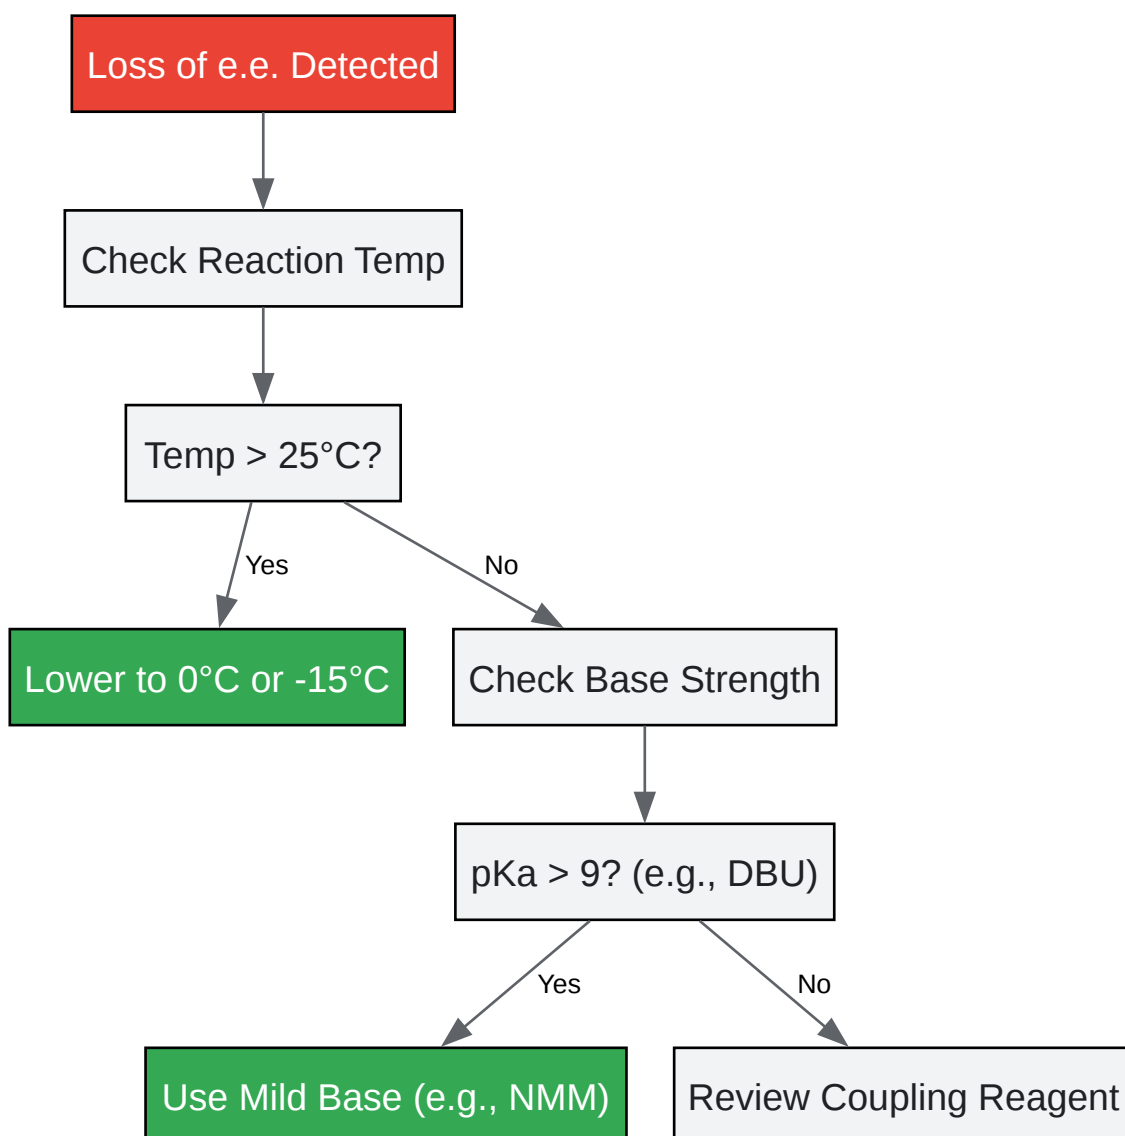 Loss of e.e. Detected
Check Reaction Temp
Temp > 25°C?
Yes
No
Lower to 0°C or -15°C
Check Base Strength
pKa > 9? (e.g., DBU)
Yes
No
Use Mild Base (e.g., NMM)
Review Coupling Reagent